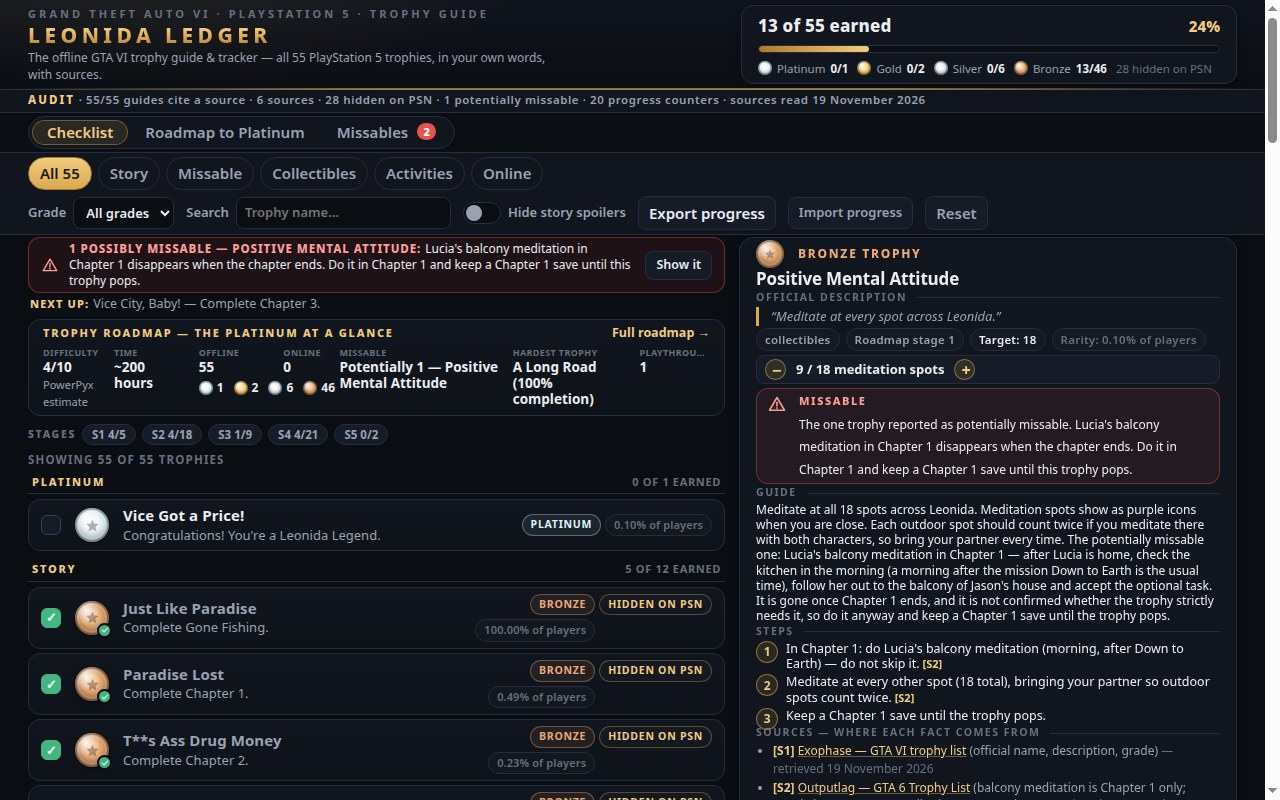 GRAND THEFT AUTO VI · PLAYSTATION 5 · TROPHY GUIDE
LEONIDA LEDGER
The offline GTA VI trophy guide & tracker — all 55 PlayStation 5 trophies, in your own words,
with sources.
13 of 55 earned
24%
Platinum 0/1 Gold 0/2 Silver 0/6 Bronze 13/46 28 hidden on PSN
AUDIT · 55/55 guides cite a source · 6 sources · 28 hidden on PSN · 1 potentially missable · 20 progress counters · sources read 19 November 2026
Checklist Roadmap to Platinum Missables 2
All 55 Story Missable Collectibles Activities Online
Grade All grades Search Trophy name... Hide story spoilers Export progress Import progress Reset
1 POSSIBLY MISSABLE — POSITIVE MENTAL ATTITUDE: Lucia's balcony meditation in
Chapter 1 disappears when the chapter ends. Do it in Chapter 1 and keep a Chapter 1 save until this
trophy pops.
Show it
NEXT UP: Vice City, Baby! — Complete Chapter 3.
TROPHY ROADMAP — THE PLATINUM AT A GLANCE
Full roadmap →
DIFFICULTY
4/10
PowerPyx
estimate
TIME
~200
hours
OFFLINE
55
1 2 6 46
ONLINE
0
MISSABLE
Potentially 1 — Positive
Mental Attitude
HARDEST TROPHY
A Long Road
(100%
completion)
PLAYTHROU...
1
STAGES S1 4/5 S2 4/18 S3 1/9 S4 4/21 S5 0/2
SHOWING 55 OF 55 TROPHIES
PLATINUM 0 OF 1 EARNED
Vice Got a Price!
Congratulations! You're a Leonida Legend.
PLATINUM 0.10% of players
STORY 5 OF 12 EARNED
Just Like Paradise
Complete Gone Fishing.
BRONZE HIDDEN ON PSN
100.00% of players
Paradise Lost
Complete Chapter 1.
BRONZE HIDDEN ON PSN
0.49% of players
T**s Ass Drug Money
Complete Chapter 2.
BRONZE HIDDEN ON PSN
0.23% of players
BRONZE HIDDEN ON PSN
BRONZE TROPHY
Positive Mental Attitude
OFFICIAL DESCRIPTION
“Meditate at every spot across Leonida.”
collectibles Roadmap stage 1 Target: 18 Rarity: 0.10% of players
− 9 / 18 meditation spots +
MISSABLE
The one trophy reported as potentially missable. Lucia's balcony
meditation in Chapter 1 disappears when the chapter ends. Do it in
Chapter 1 and keep a Chapter 1 save until this trophy pops.
GUIDE
Meditate at all 18 spots across Leonida. Meditation spots show as purple icons
when you are close. Each outdoor spot should count twice if you meditate there
with both characters, so bring your partner every time. The potentially missable
one: Lucia's balcony meditation in Chapter 1 — after Lucia is home, check the
kitchen in the morning (a morning after the mission Down to Earth is the usual
time), follow her out to the balcony of Jason's house and accept the optional task.
It is gone once Chapter 1 ends, and it is not confirmed whether the trophy strictly
needs it, so do it anyway and keep a Chapter 1 save until the trophy pops.
STEPS
1 In Chapter 1: do Lucia's balcony meditation (morning, after Down to
Earth) — do not skip it. [S2]
2 Meditate at every other spot (18 total), bringing your partner so outdoor
spots count twice. [S2]
3 Keep a Chapter 1 save until the trophy pops.
SOURCES — WHERE EACH FACT COMES FROM
• [S1] Exophase — GTA VI trophy list (official name, description, grade) —
retrieved 19 November 2026
• [S2] Outputlag — GTA 6 Trophy List (balcony meditation is Chapter 1 only;